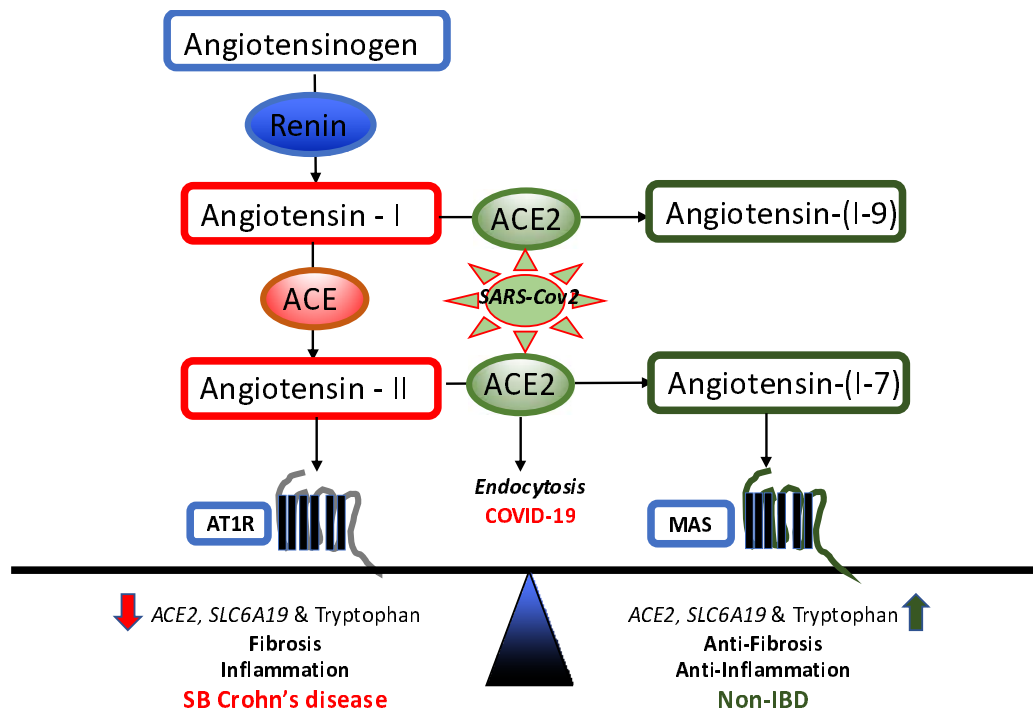 Angiotensinogen
Renin
Angiotensin - I
ACE2
Angiotensin-(I-9)
ACE
SARS-Cov2
Angiotensin - II
ACE2
Angiotensin-(I-7)
Endocytosis
COVID-19
AT1R
MAS
ACE2, SLC6A19 & Tryptophan
Fibrosis
Inflammation
SB Crohn’s disease
ACE2, SLC6A19 & Tryptophan
Anti-Fibrosis
Anti-Inflammation
Non-IBD